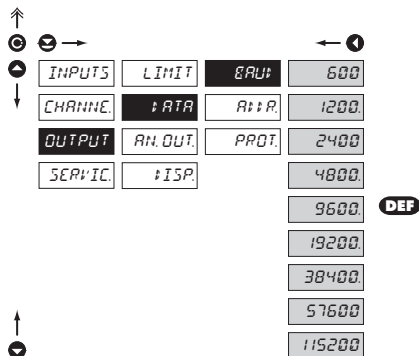 INPUTS LIMIT BAUD 600
CHANNE. DATA ADDR. 1200.
OUTPUT AN. OUT. PROT. 2400
SERVIC. DISP. 4800.
9600. DEF
19200.
38400.
57600
115200